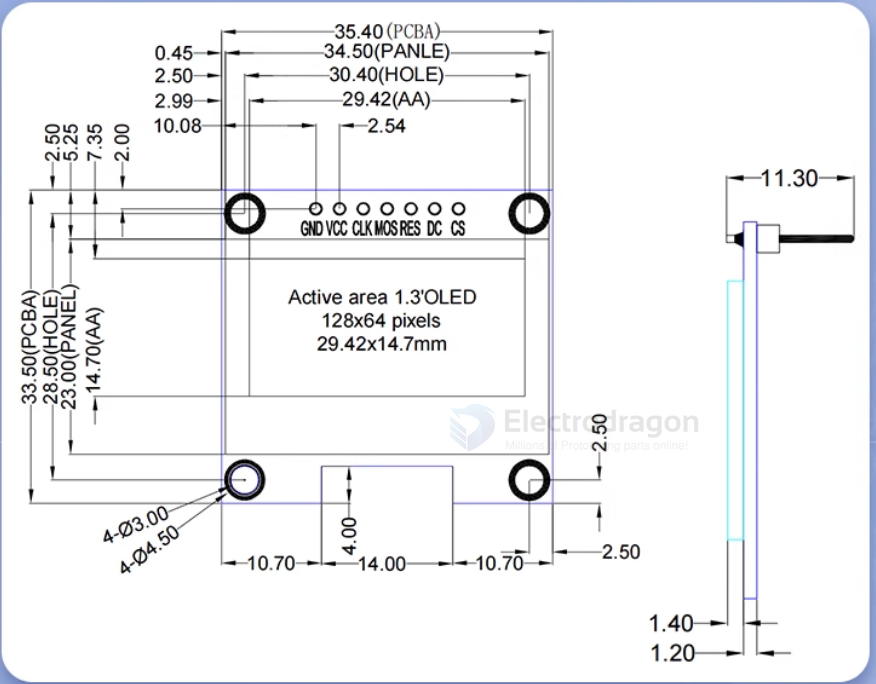 35.40(PCBA)
0.45
34.50(PANLE)
2.50
30.40(HOLE)
2.99
29.42(AA)
10.08
2.54
2.50
5.25
7.35
2.00
GND VCC CLK MOS RES DC CS
Active area 1.3'OLED
128x64 pixels
29.42x14.7mm
33.50(PCBA)
28.50(HOLE)
23.00(PANEL)
14.70(AA)
Electrodragon
Millions of Prototyping parts online!
2.50
4-Ø3.00
4-Ø4.50
4.00
10.70
14.00
10.70
2.50
11.30
1.40
1.20